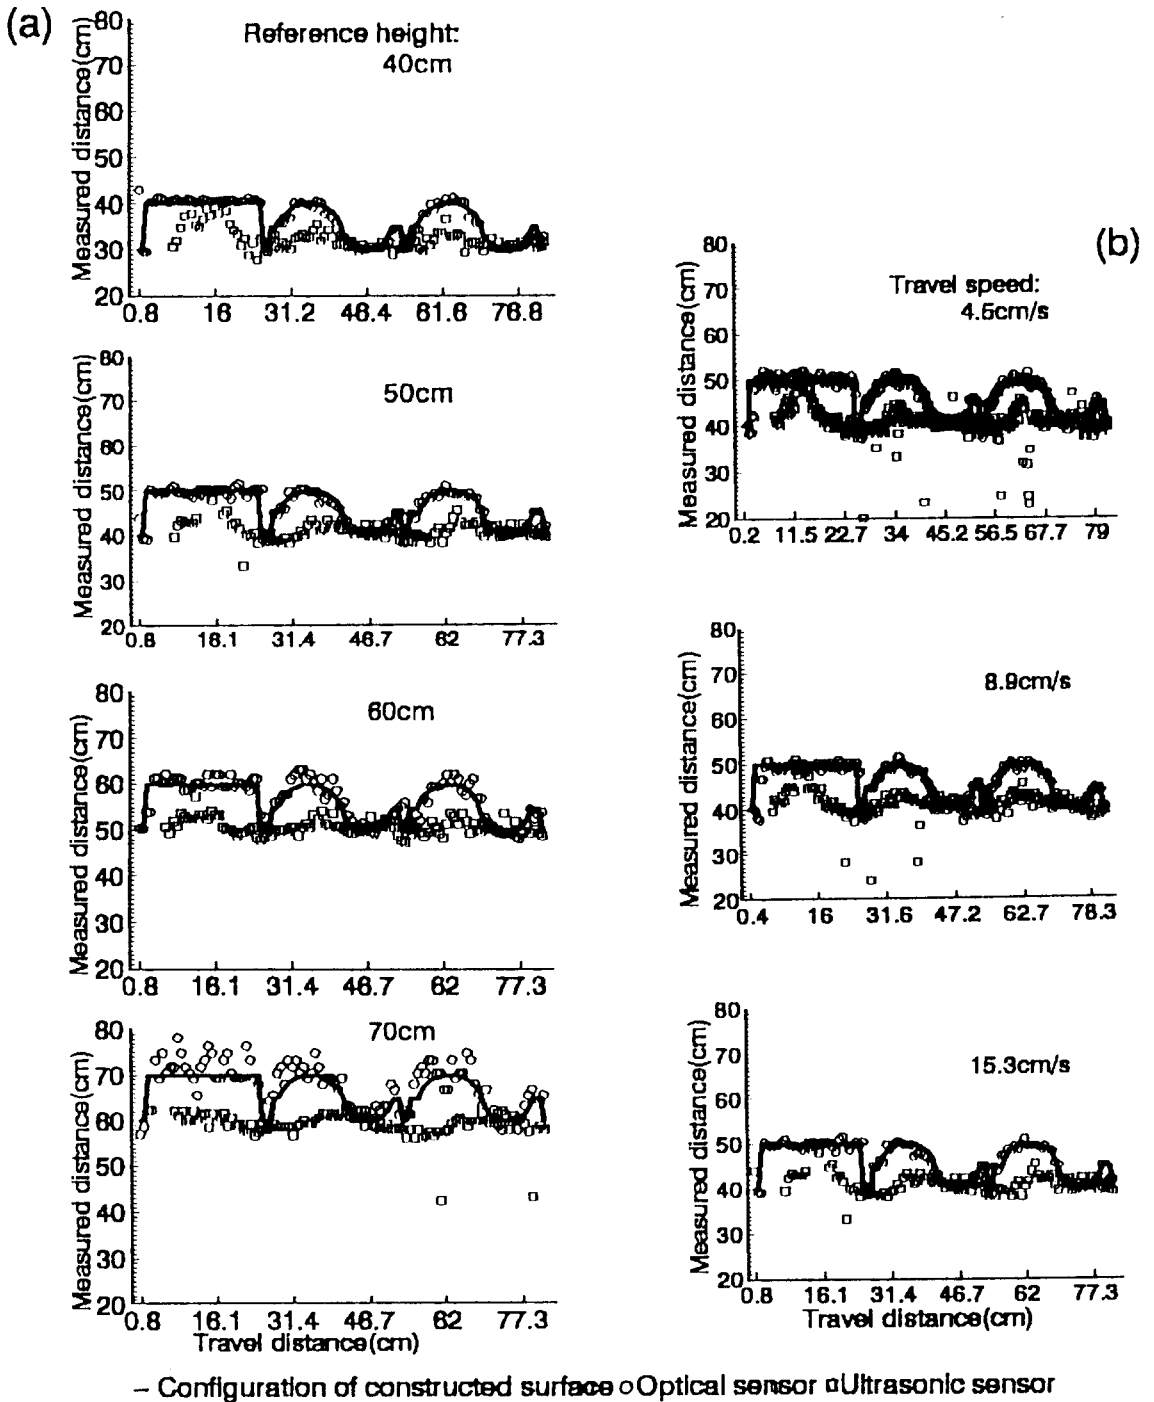 (a)
Reference height:
40cm
Measured distance(cm)
80
70
60
50
40
30
20
0.8 16 31.2 46.4 61.6 76.8
50cm
Measured distance(cm)
80
70
60
50
40
30
20
0.8 16.1 31.4 46.7 62 77.3
60cm
Measured distance(cm)
80
70
60
50
40
30
20
0.8 16.1 31.4 46.7 62 77.3
70cm
Measured distance(cm)
80
70
60
50
40
30
20
0.8 16.1 31.4 46.7 62 77.3
Travel distance(cm)
(b)
Travel speed:
4.5cm/s
Measured distance(cm)
80
70
60
50
40
30
20
0.2 11.5 22.7 34 45.2 56.5 67.7 79
8.9cm/s
Measured distance(cm)
80
70
60
50
40
30
20
0.4 16 31.6 47.2 62.7 78.3
15.3cm/s
Measured distance(cm)
80
70
60
50
40
30
20
0.8 16.1 31.4 46.7 62 77.3
Travel distance(cm)
– Configuration of constructed surface ○Optical sensor □Ultrasonic sensor